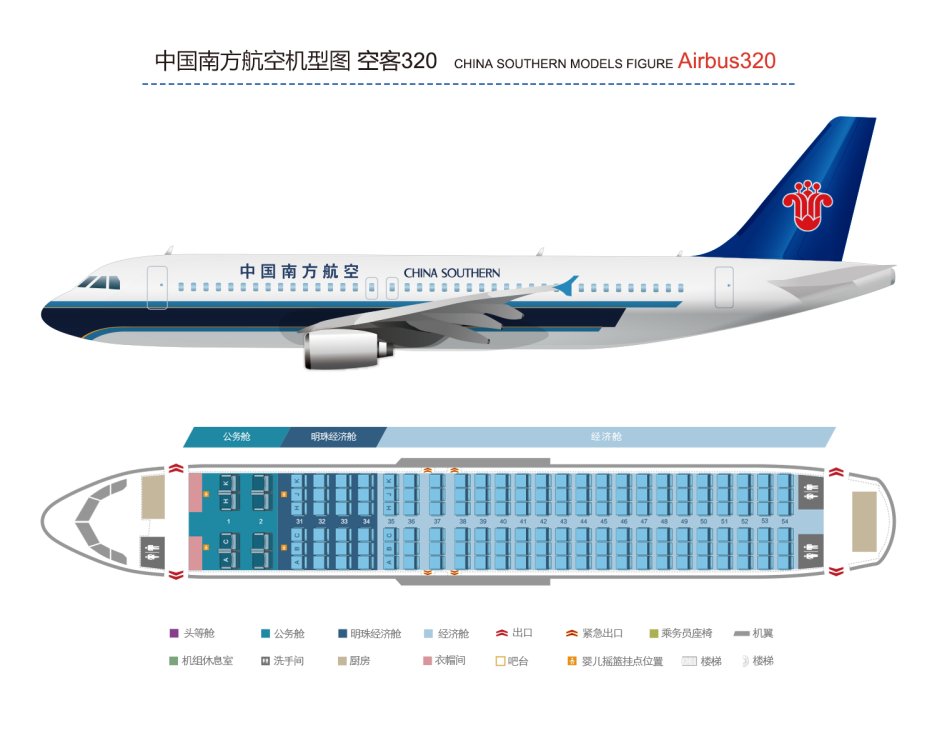 中国南方航空机型图 空客320 CHINA SOUTHERN MODELS FIGURE Airbus320
中国南方航空 CHINA SOUTHERN
公务舱 明珠经济舱 经济舱
K K H J K
H H J H
1 2 31 32 33 34 35 36 37 38 39 40 41 42 43 44 45 46 47 48 49 50 51 52 53 54
C C C
B B
A A A
头等舱 公务舱 明珠经济舱 经济舱 出口 紧急出口 乘务员座椅 机翼
机组休息室 洗手间 厨房 衣帽间 吧台 婴儿摇篮挂点位置 楼梯 楼梯